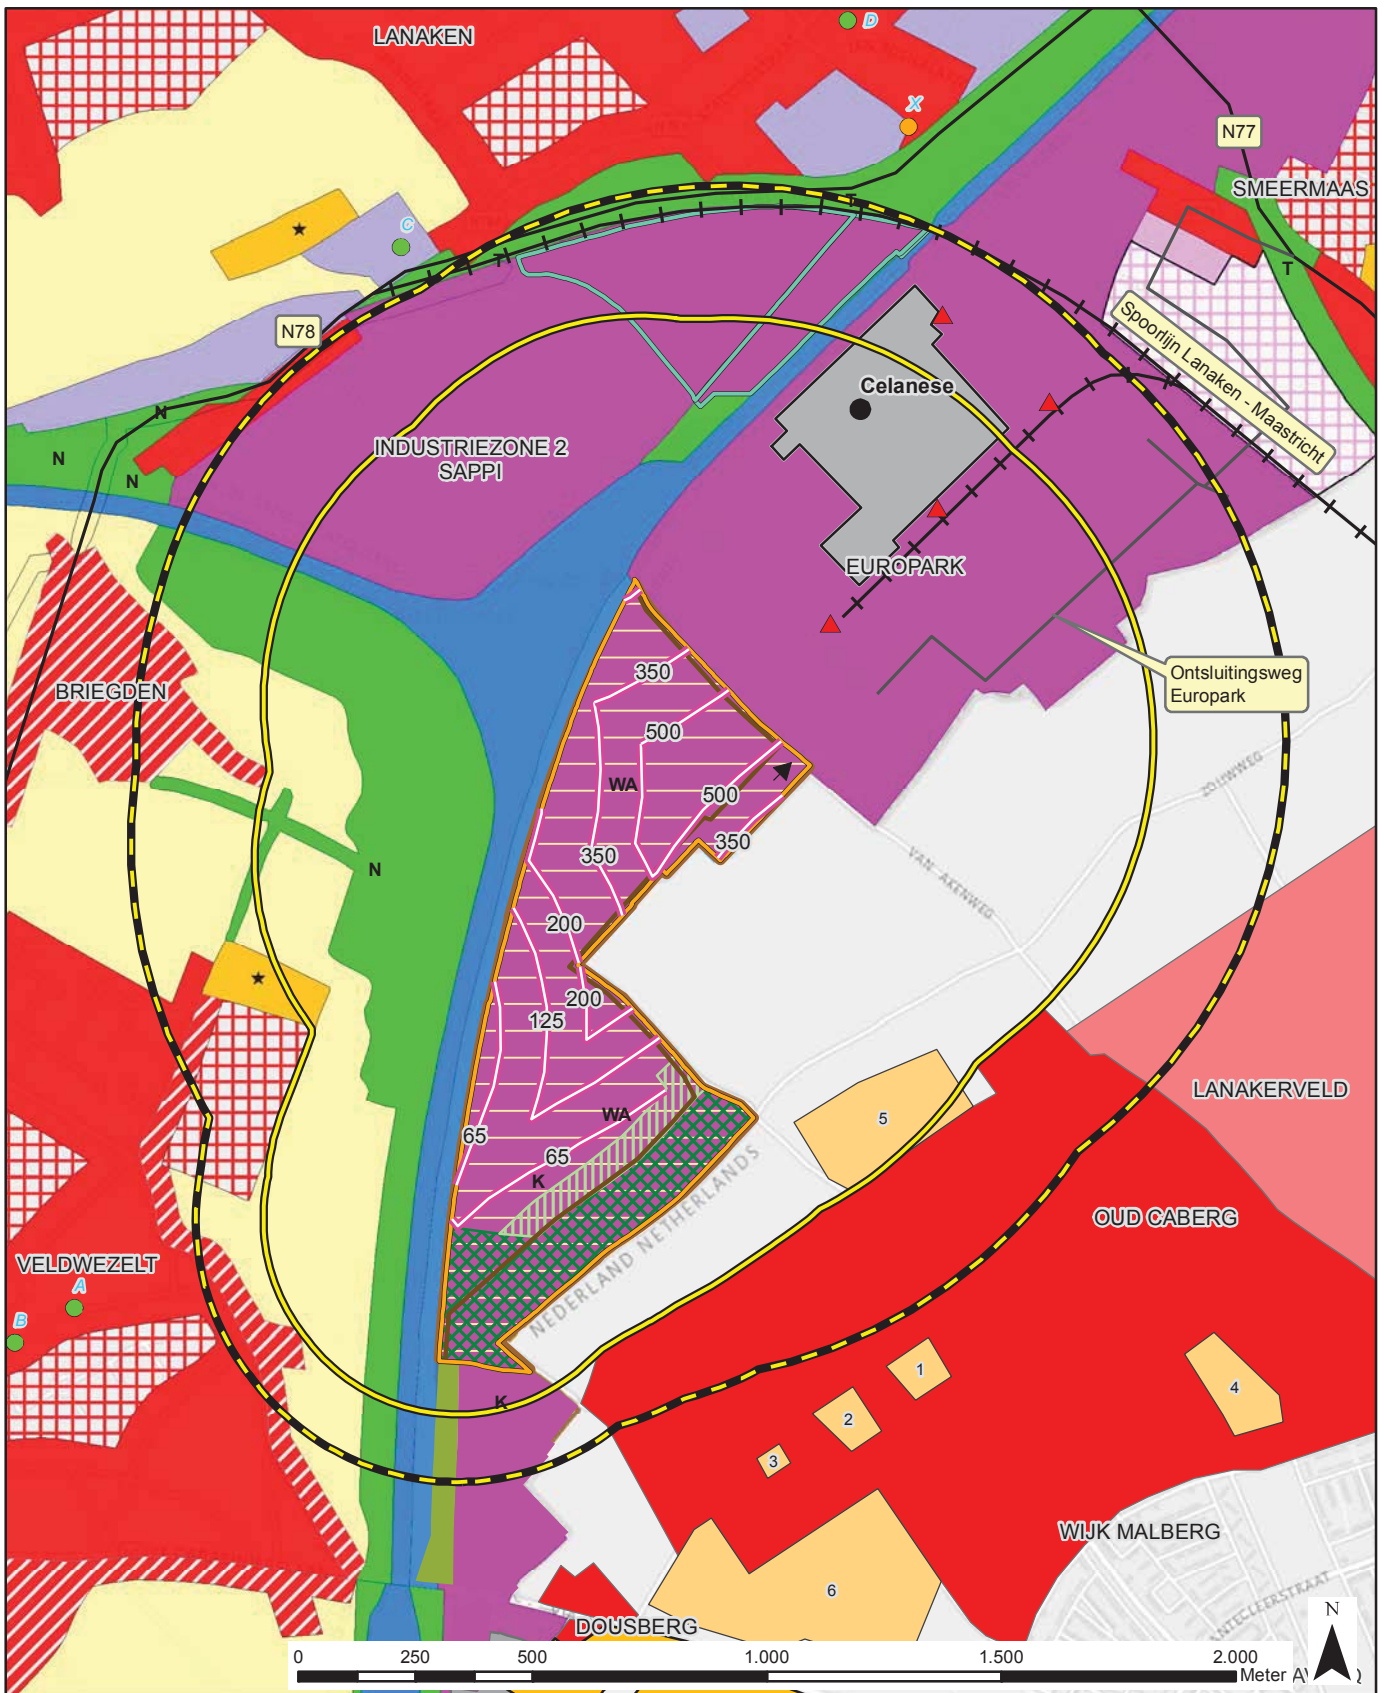 LANAKEN
D
X
N77
SMEERMAAS
T
C
T
T
N78
Spoorlijn Lanaken - Maastricht
Celanese
N
INDUSTRIEZONE 2
SAPPI
N
N
EUROPARK
350
Ontsluitingsweg
Europark
BRIEGDEN
500
ZOUWWEG
WA
500
350
350
VAN AKENWEG
N
200
200
125
LANAKERVELD
5
WA
65
65
K
NEDERLAND NETHERLANDS
OUD CABERG
VELDWEZELT
A
B
1
4
K
2
3
WIJK MALBERG
6
ANTECLEERSTRAAT
DOUSBERG
N
0 250 500 1.000 1.500 2.000
Meter